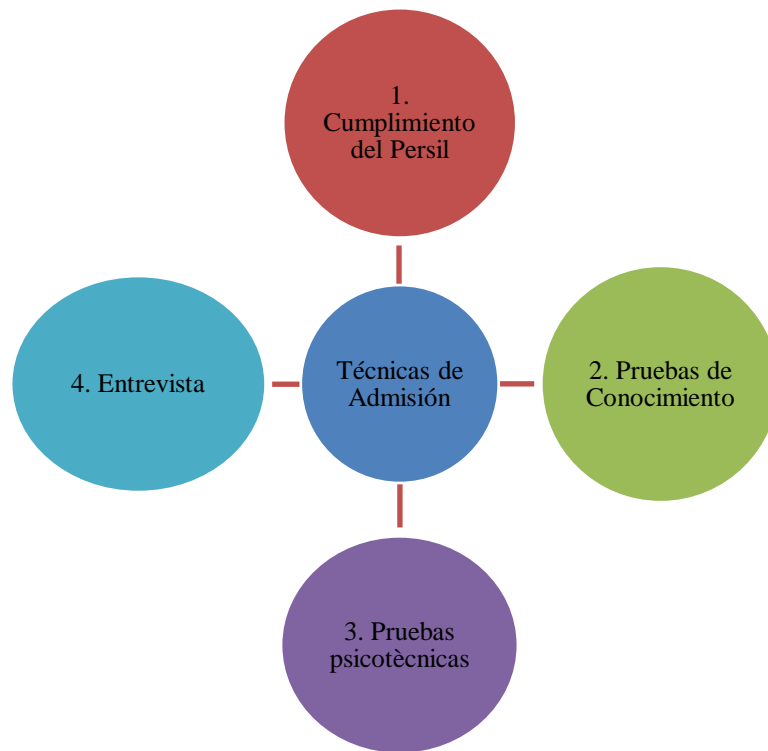 1.
Cumplimiento
del Persil
4. Entrevista
Técnicas de
Admisión
2. Pruebas de
Conocimiento
3. Pruebas
psicotècnicas